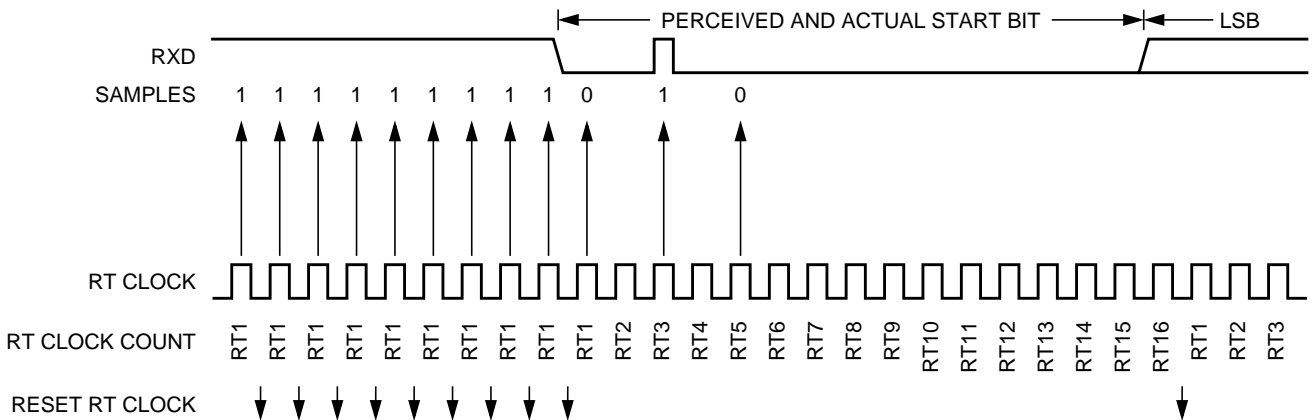 PERCEIVED AND ACTUAL START BIT LSB
RXD
SAMPLES 1 1 1 1 1 1 1 1 1 0 1 0
RT CLOCK
RT CLOCK COUNT RT1 RT1 RT1 RT1 RT1 RT1 RT1 RT1 RT1 RT1 RT2 RT3 RT4 RT5 RT6 RT7 RT8 RT9 RT10 RT11 RT12 RT13 RT14 RT15 RT16 RT1 RT2 RT3
RESET RT CLOCK